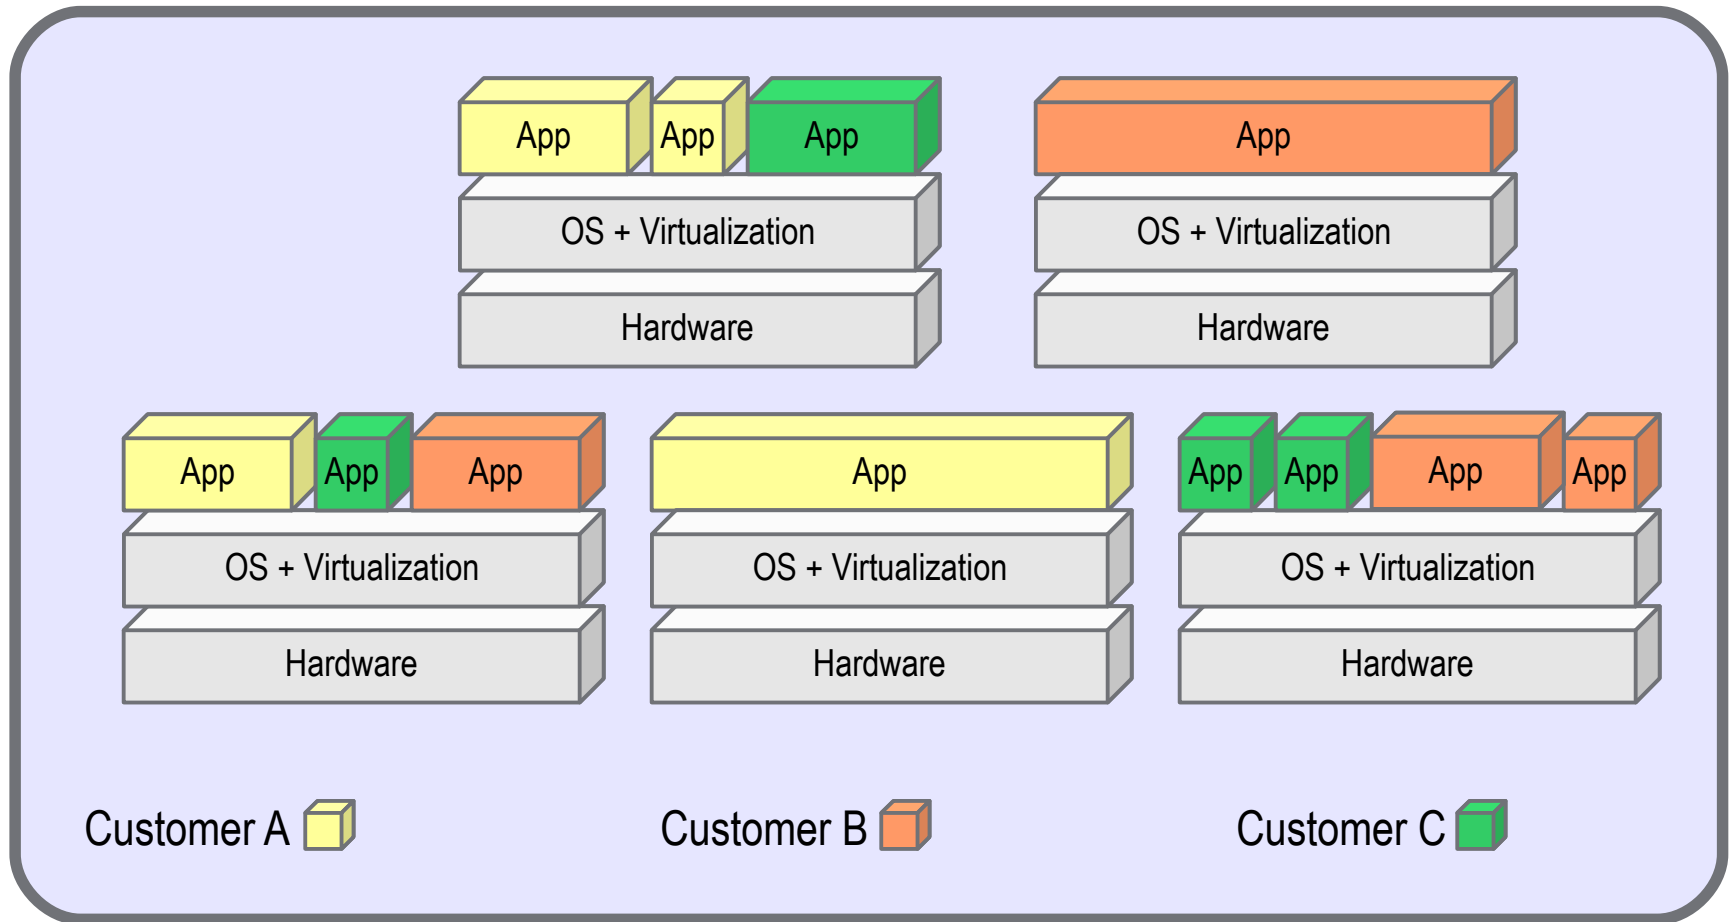 App App App App
OS + Virtualization OS + Virtualization
Hardware Hardware
App App App App App App App App
OS + Virtualization OS + Virtualization OS + Virtualization
Hardware Hardware Hardware
Customer A Customer B Customer C